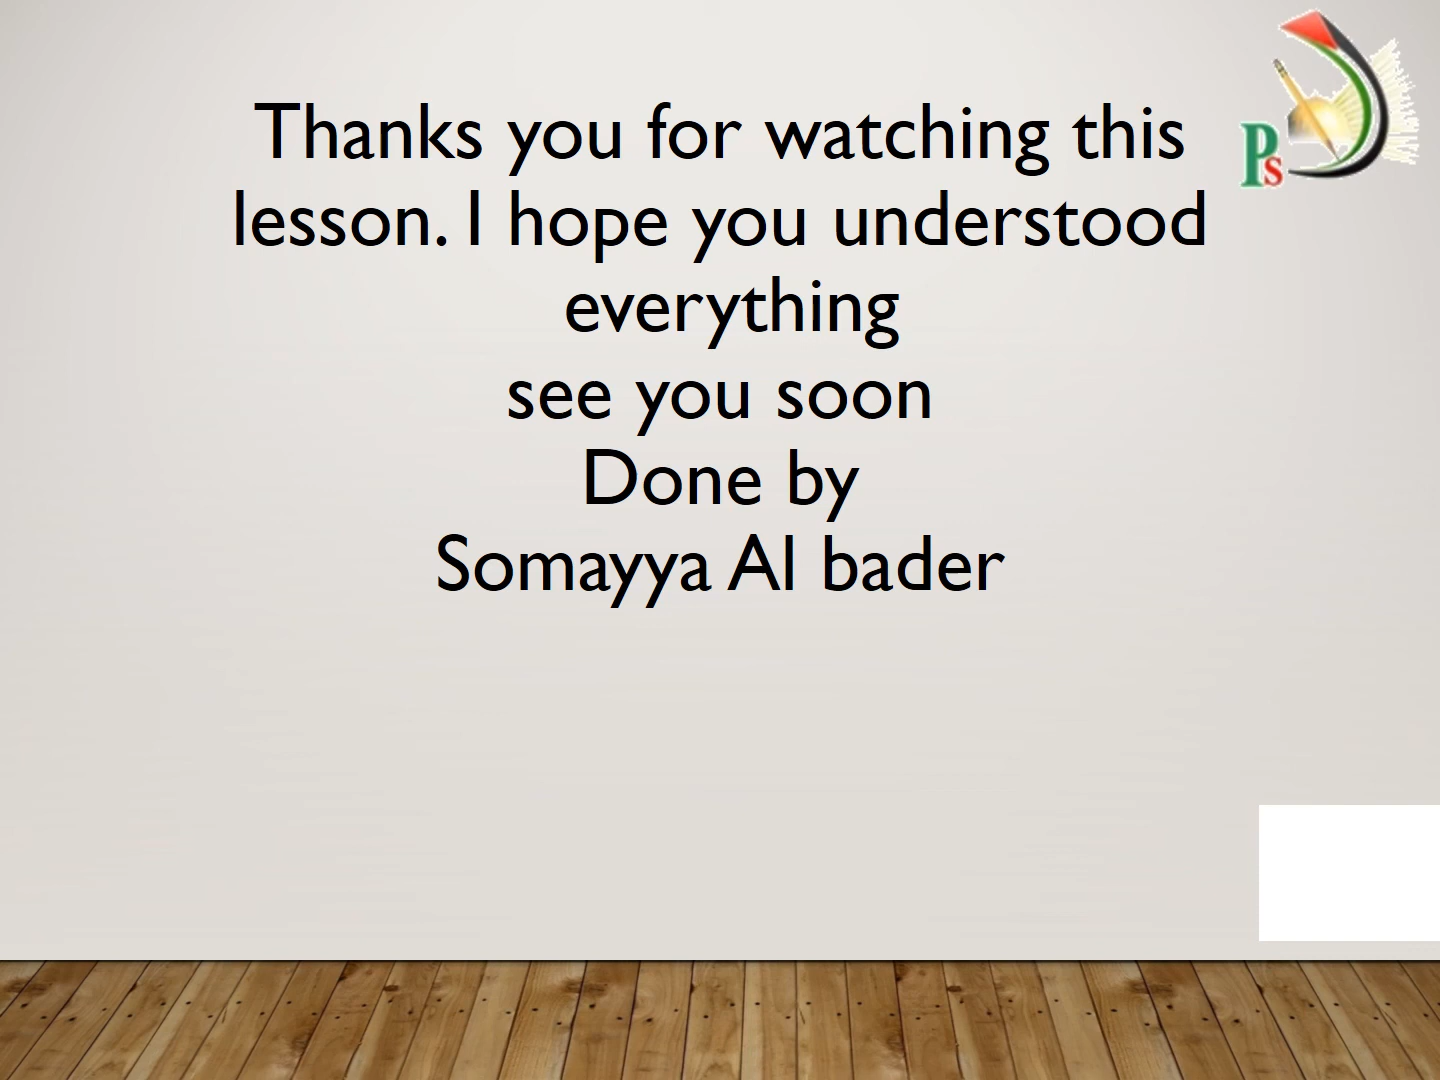 Thanks you for watching this
lesson. I hope you understood
everything
see you soon
Done by
Somayya Al bader
Ps